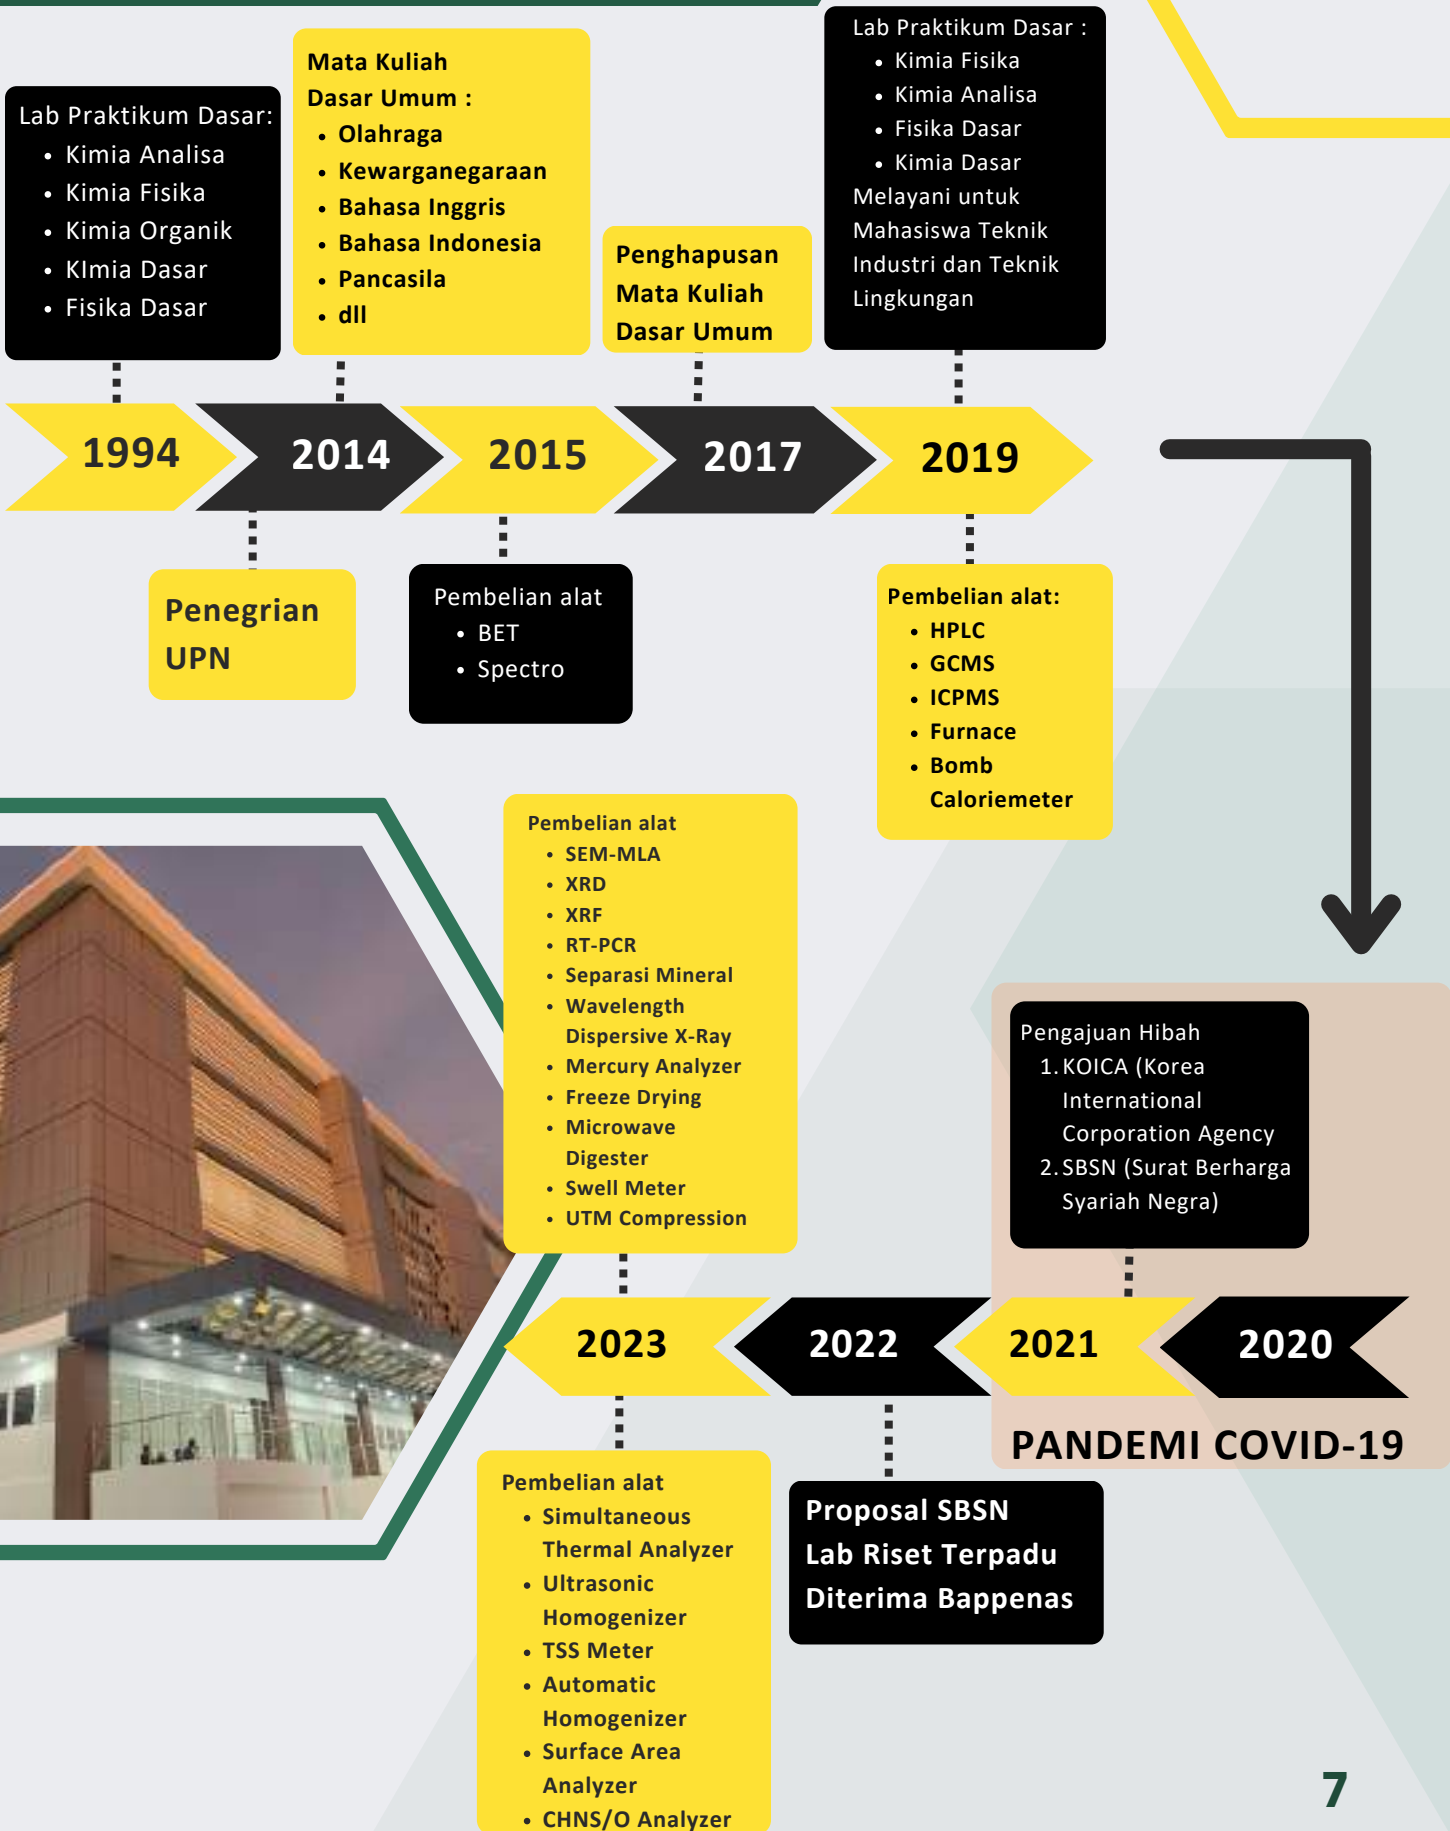 Lab Praktikum Dasar:
• Kimia Analisa
• Kimia Fisika
• Kimia Organik
• KImia Dasar
• Fisika Dasar
Mata Kuliah
Dasar Umum :
• Olahraga
• Kewarganegaraan
• Bahasa Inggris
• Bahasa Indonesia
• Pancasila
• dll
Penghapusan
Mata Kuliah
Dasar Umum
Lab Praktikum Dasar :
• Kimia Fisika
• Kimia Analisa
• Fisika Dasar
• Kimia Dasar
Melayani untuk
Mahasiswa Teknik
Industri dan Teknik
Lingkungan
1994
2014
2015
2017
2019
Penegrian
UPN
Pembelian alat
• BET
• Spectro
Pembelian alat:
• HPLC
• GCMS
• ICPMS
• Furnace
• Bomb
Caloriemeter
Pengajuan Hibah
1. KOICA (Korea
International
Corporation Agency
2. SBSN (Surat Berharga
Syariah Negra)
2020
2021
PANDEMI COVID-19
2022
Proposal SBSN
Lab Riset Terpadu
Diterima Bappenas
Pembelian alat
• SEM-MLA
• XRD
• XRF
• RT-PCR
• Separasi Mineral
• Wavelength
Dispersive X-Ray
• Mercury Analyzer
• Freeze Drying
• Microwave
Digester
• Swell Meter
• UTM Compression
2023
Pembelian alat
• Simultaneous
Thermal Analyzer
• Ultrasonic
Homogenizer
• TSS Meter
• Automatic
Homogenizer
• Surface Area
Analyzer
• CHNS/O Analyzer
7